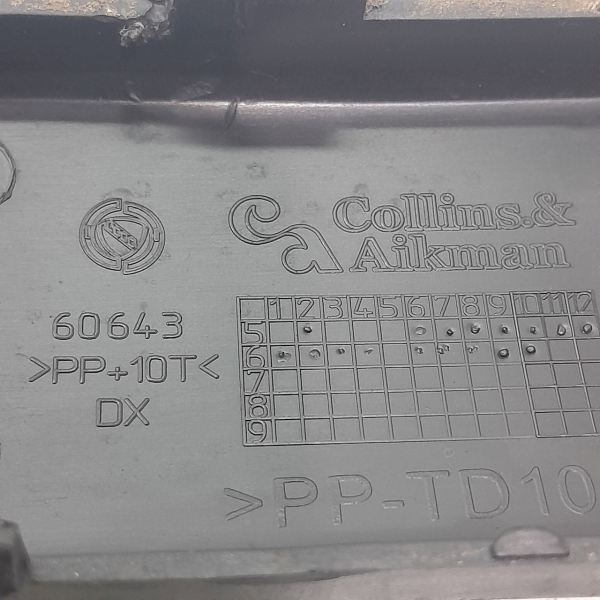 Collins.&
Aikman
60643
>PP+10T<
DX
1 2 3 4 5 6 7 8 9 10 11 12
5
6
7
8
9
>PP-TD10